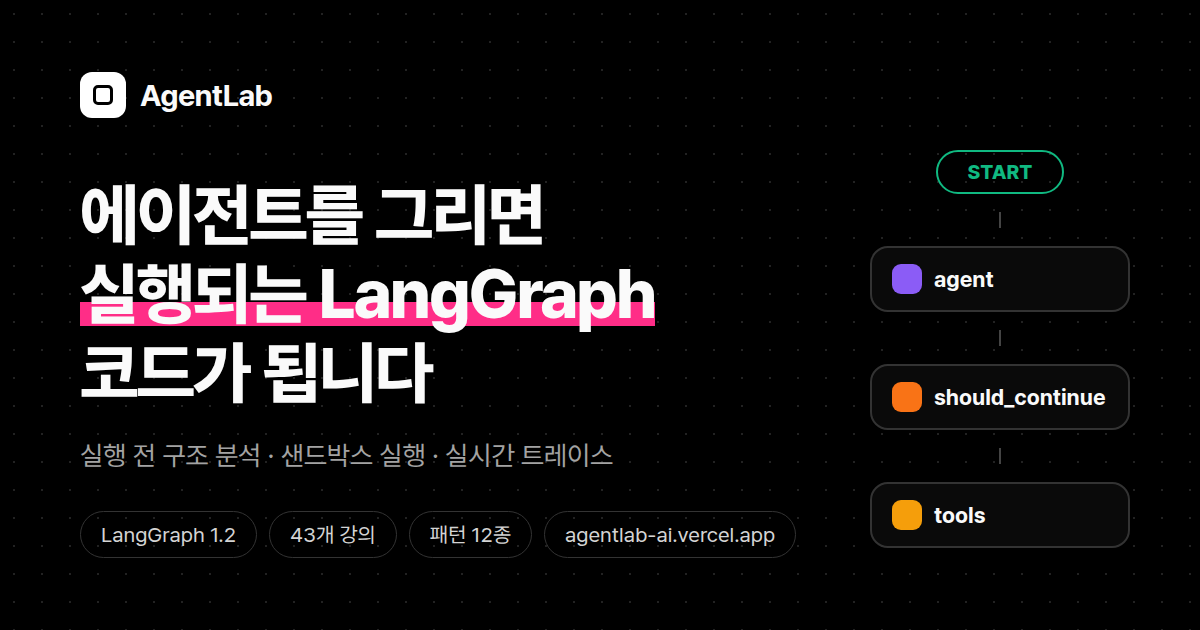 AgentLab
에이전트를 그리면
실행되는 LangGraph
코드가 됩니다
실행 전 구조 분석 · 샌드박스 실행 · 실시간 트레이스
LangGraph 1.2
43개 강의
패턴 12종
agentlab-ai.vercel.app
START
agent
should_continue
tools